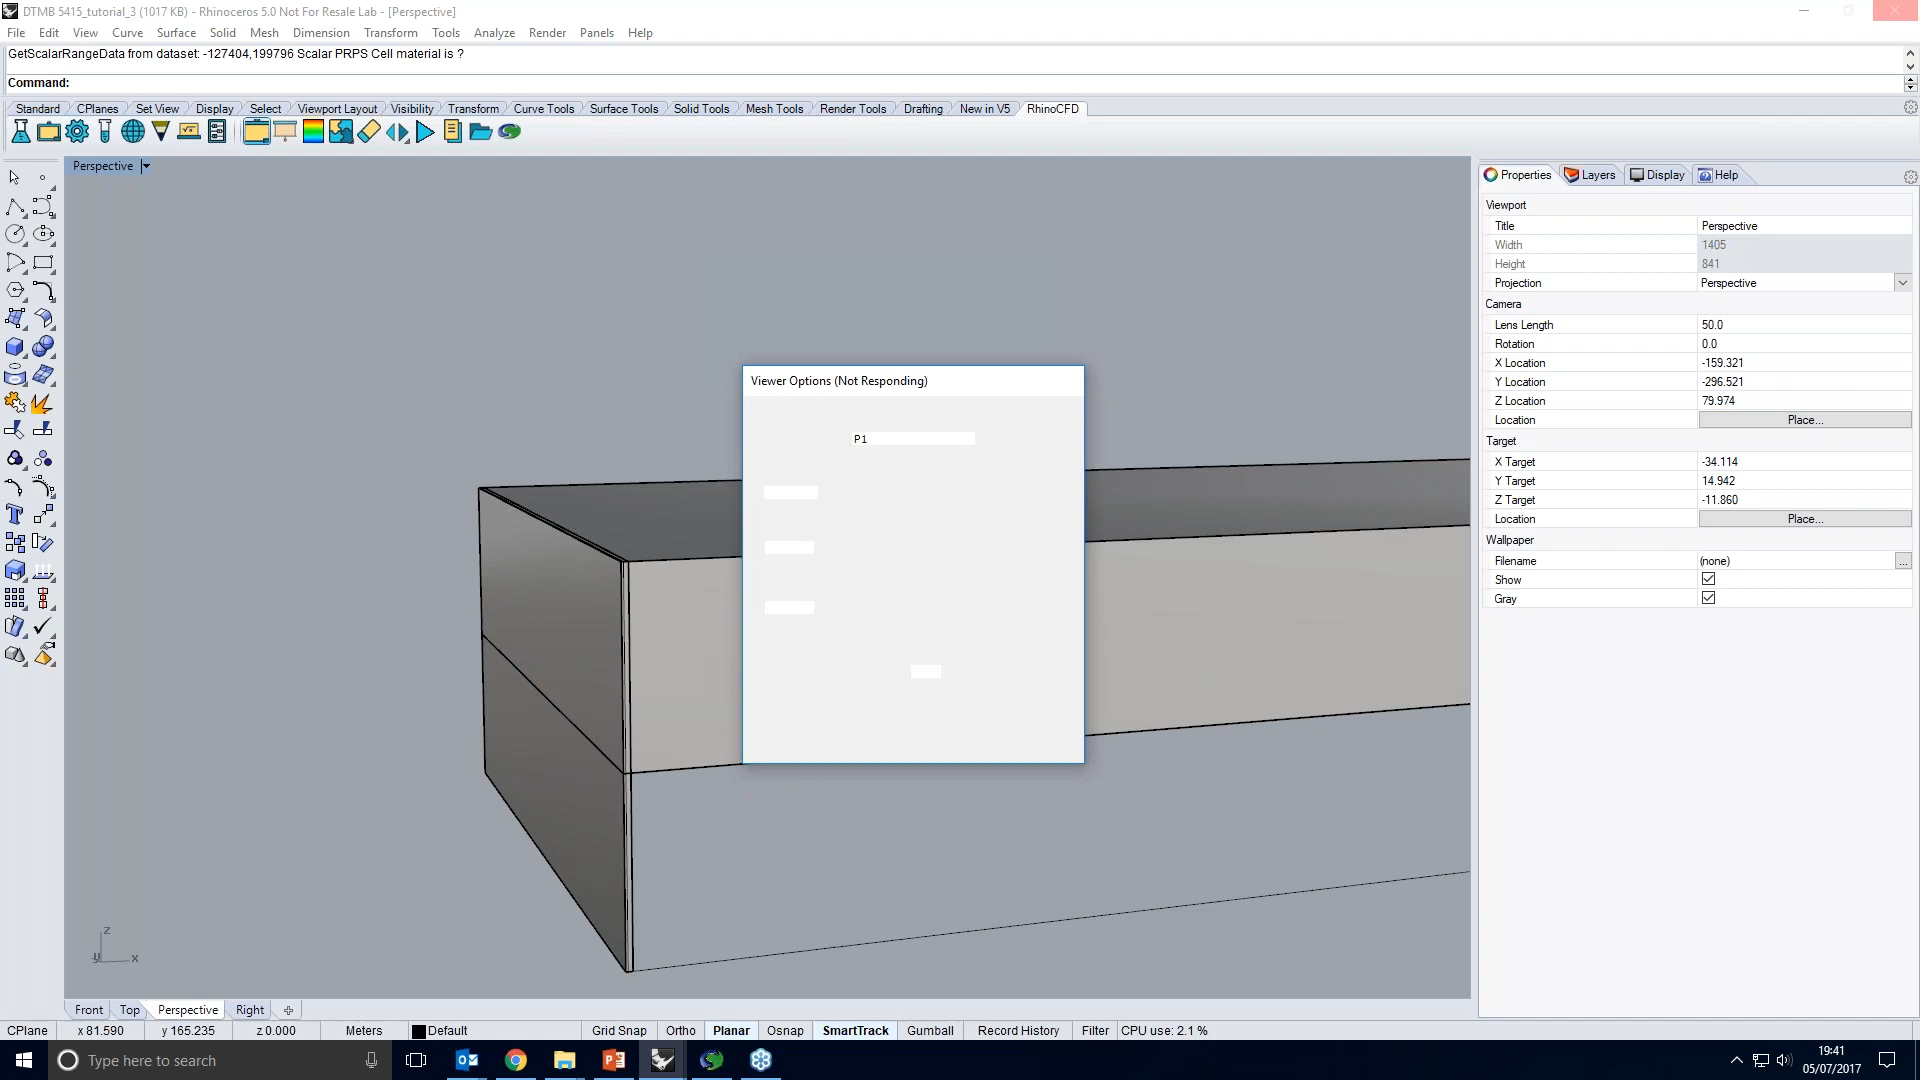 DTMB 5415_tutorial_3 (1017 KB) - Rhinoceros 5.0 Not For Resale Lab - [Perspective]
File Edit View Curve Surface Solid Mesh Dimension Transform Tools Analyze Render Panels Help
GetScalarRangeData from dataset: -127404,199796 Scalar PRPS Cell material is ?
Command:
Standard CPlanes Set View Display Select Viewport Layout Visibility Transform Curve Tools Surface Tools Solid Tools Mesh Tools Render Tools Drafting New in V5 RhinoCFD
Perspective
Properties Layers Display Help
Viewport
Title Perspective
Width 1405
Height 841
Projection Perspective
Camera
Lens Length 50.0
Rotation 0.0
X Location -159.321
Y Location -296.521
Z Location 79.974
Location Place...
Target
X Target -34.114
Y Target 14.942
Z Target -11.860
Location Place...
Wallpaper
Filename (none) ...
Show
Gray
Viewer Options (Not Responding)
P1
z
y x
Front Top Perspective Right
CPlane x 81.590 y 165.235 z 0.000 Meters Default Grid Snap Ortho Planar Osnap SmartTrack Gumball Record History Filter CPU use: 2.1 %
Type here to search
19:41
05/07/2017